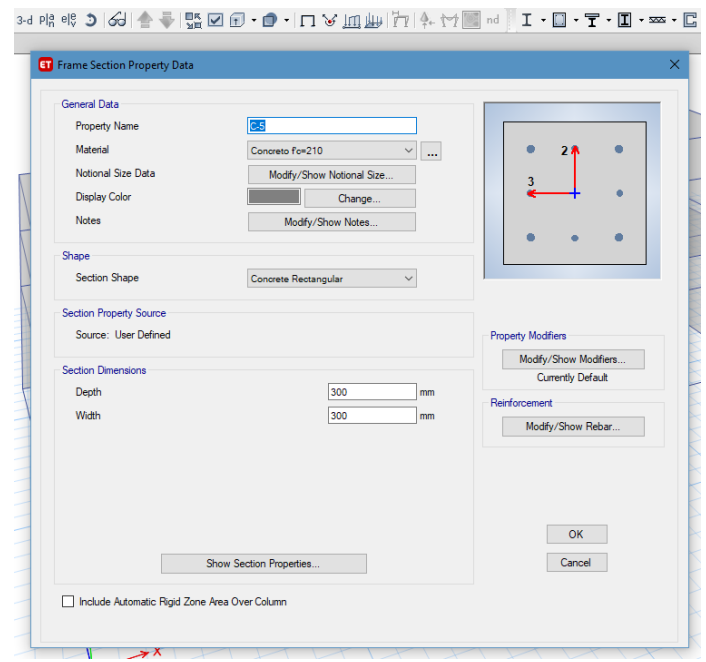 3-d Pla ele nd
ET Frame Section Property Data
General Data
Property Name C-5
Material Concreto f'c=210 ...
Notional Size Data Modify/Show Notional Size...
Display Color Change...
Notes Modify/Show Notes...
2
3
Shape
Section Shape Concrete Rectangular
Section Property Source
Source: User Defined
Property Modifiers
Modify/Show Modifiers...
Currently Default
Section Dimensions
Depth 300 mm
Width 300 mm
Reinforcement
Modify/Show Rebar...
Show Section Properties...
OK
Cancel
Include Automatic Rigid Zone Area Over Column
X